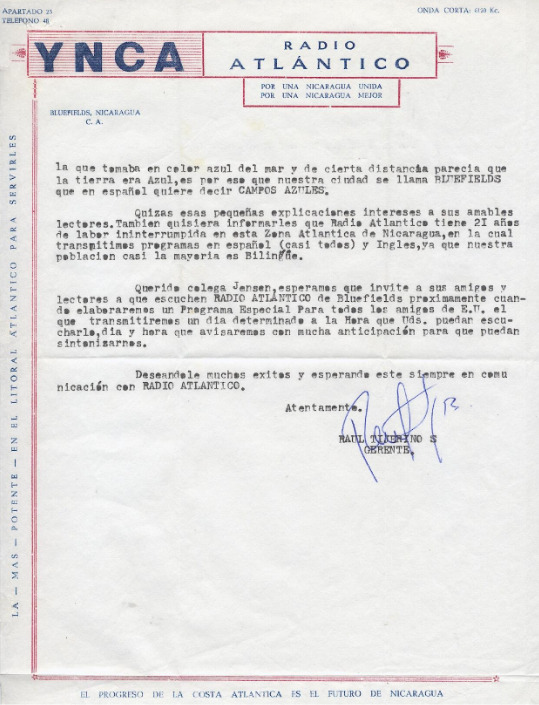 APARTADO 25
TELEFONO 48
ONDA CORTA: 4750 Kc.
YNCA
RADIO
ATLÁNTICO
POR UNA NICARAGUA UNIDA
POR UNA NICARAGUA MEJOR
BLUEFIELDS, NICARAGUA
C. A.
la que tomaba en color azul del mar y de cierta distancia parecia que
la tierra era Azul,es por eso que nuestra ciudad se llama BLUEFIELDS
que en español quiere decir CAMPOS AZULES.
Quizas esas pequeñas explicaciones intereses a sus amables
lectores.Tambien quisiera informarles que Radio Atlantico tiene 2I años
de labor ininterrumpida en esta Zona Atlantica de Nicaragua,en la cual
transmitimos programas en español (casi todos) y Ingles,ya que nuestra
poblacion casi la mayoria es Bilingüe.
Querido colega Jensen,esperamos que invite a sus amigos y
lectores a que escuchen RADIO ATLANTICO de Bluefields proximamente cuan-
do elaboraremos un Programa Especial Para todos los amigos de E.U. el
que transmitiremos un dia determinado a la Hora que Uds. puedan escu-
charlo,dia y hora que avisaremos con mucha anticipación para que puedan
sintonizarnos.
Deseandole muchos exitos y esperando este siempre en comu
nicación con RADIO ATLANTICO.
Atentamente.
RAUL TIJERINO S
GERENTE.
LA — MAS — POTENTE — EN EL LITORAL ATLANTICO PARA SERVIRLES
EL PROGRESO DE LA COSTA ATLANTICA ES EL FUTURO DE NICARAGUA